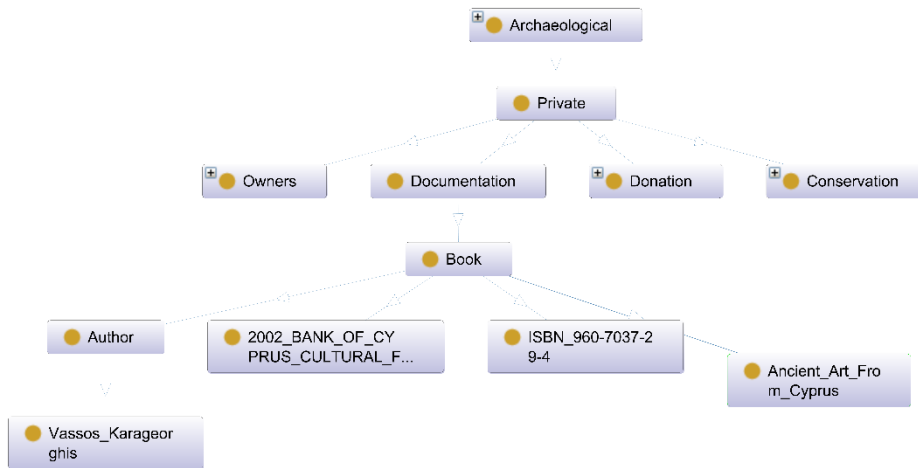 Archaeological
Private
Owners
Documentation
Donation
Conservation
Book
Author
2002_BANK_OF_CY
PRUS_CULTURAL_F...
ISBN_960-7037-2
9-4
Ancient_Art_Fro
m_Cyprus
Vassos_Karageor
ghis